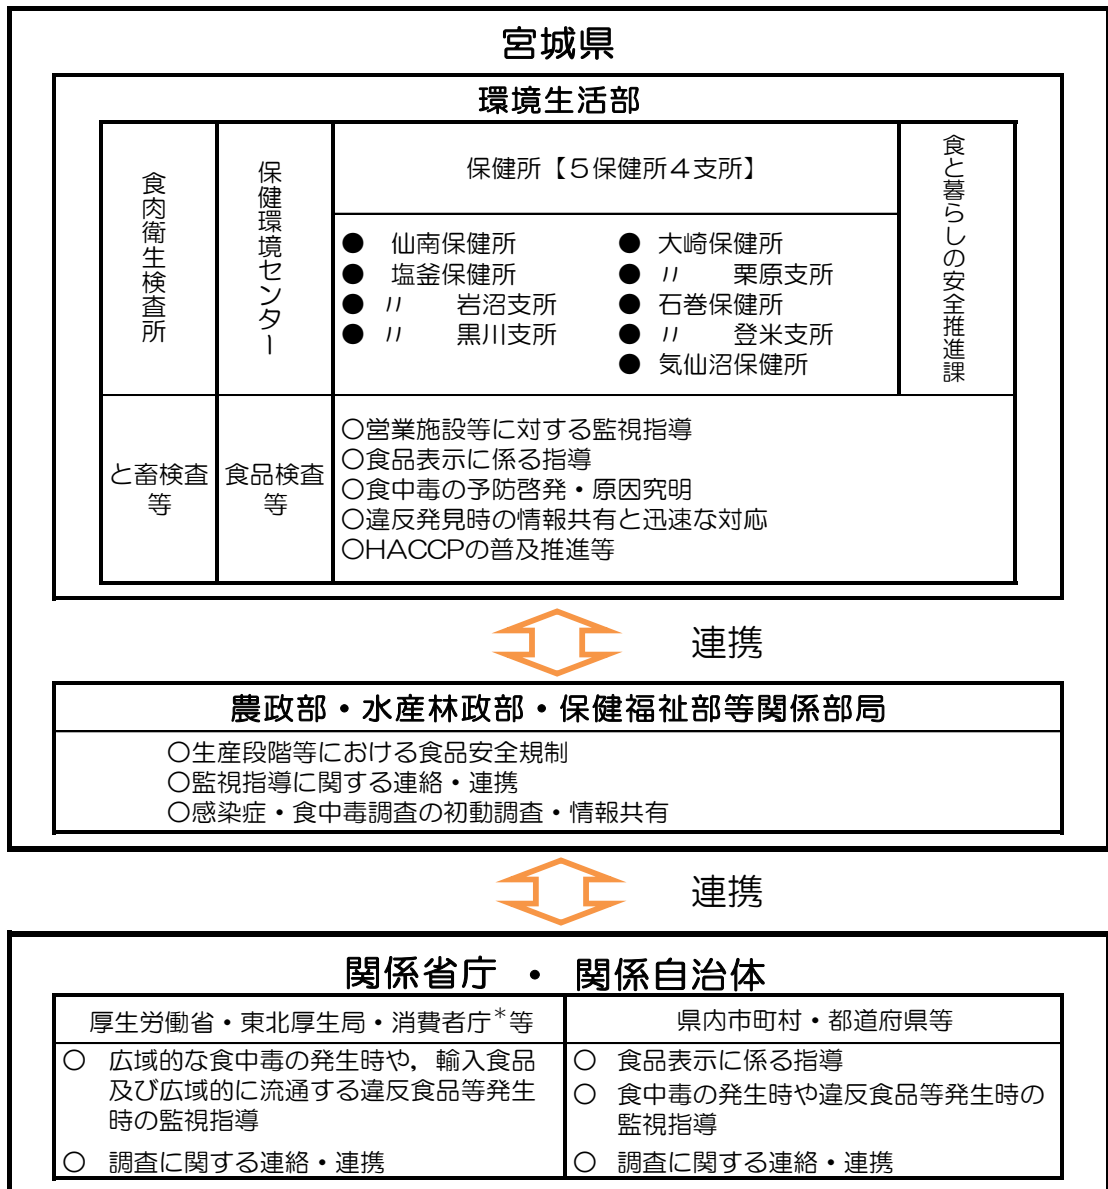 宮城県
環境生活部
食肉衛生検査所
保健環境センター
保健所【5保健所4支所】
食と暮らしの安全推進課
● 仙南保健所
● 塩釜保健所
● 〃 岩沼支所
● 〃 黒川支所
● 大崎保健所
● 〃 栗原支所
● 石巻保健所
● 〃 登米支所
● 気仙沼保健所
と畜検査
等
食品検査
等
○営業施設等に対する監視指導
○食品表示に係る指導
○食中毒の予防啓発・原因究明
○違反発見時の情報共有と迅速な対応
○HACCPの普及推進等
連携
農政部・水産林政部・保健福祉部等関係部局
○生産段階等における食品安全規制
○監視指導に関する連絡・連携
○感染症・食中毒調査の初動調査・情報共有
連携
関係省庁 ・ 関係自治体
厚生労働省・東北厚生局・消費者庁*等
○ 広域的な食中毒の発生時や，輸入食品
及び広域的に流通する違反食品等発生
時の監視指導
○ 調査に関する連絡・連携
県内市町村・都道府県等
○ 食品表示に係る指導
○ 食中毒の発生時や違反食品等発生時の
監視指導
○ 調査に関する連絡・連携